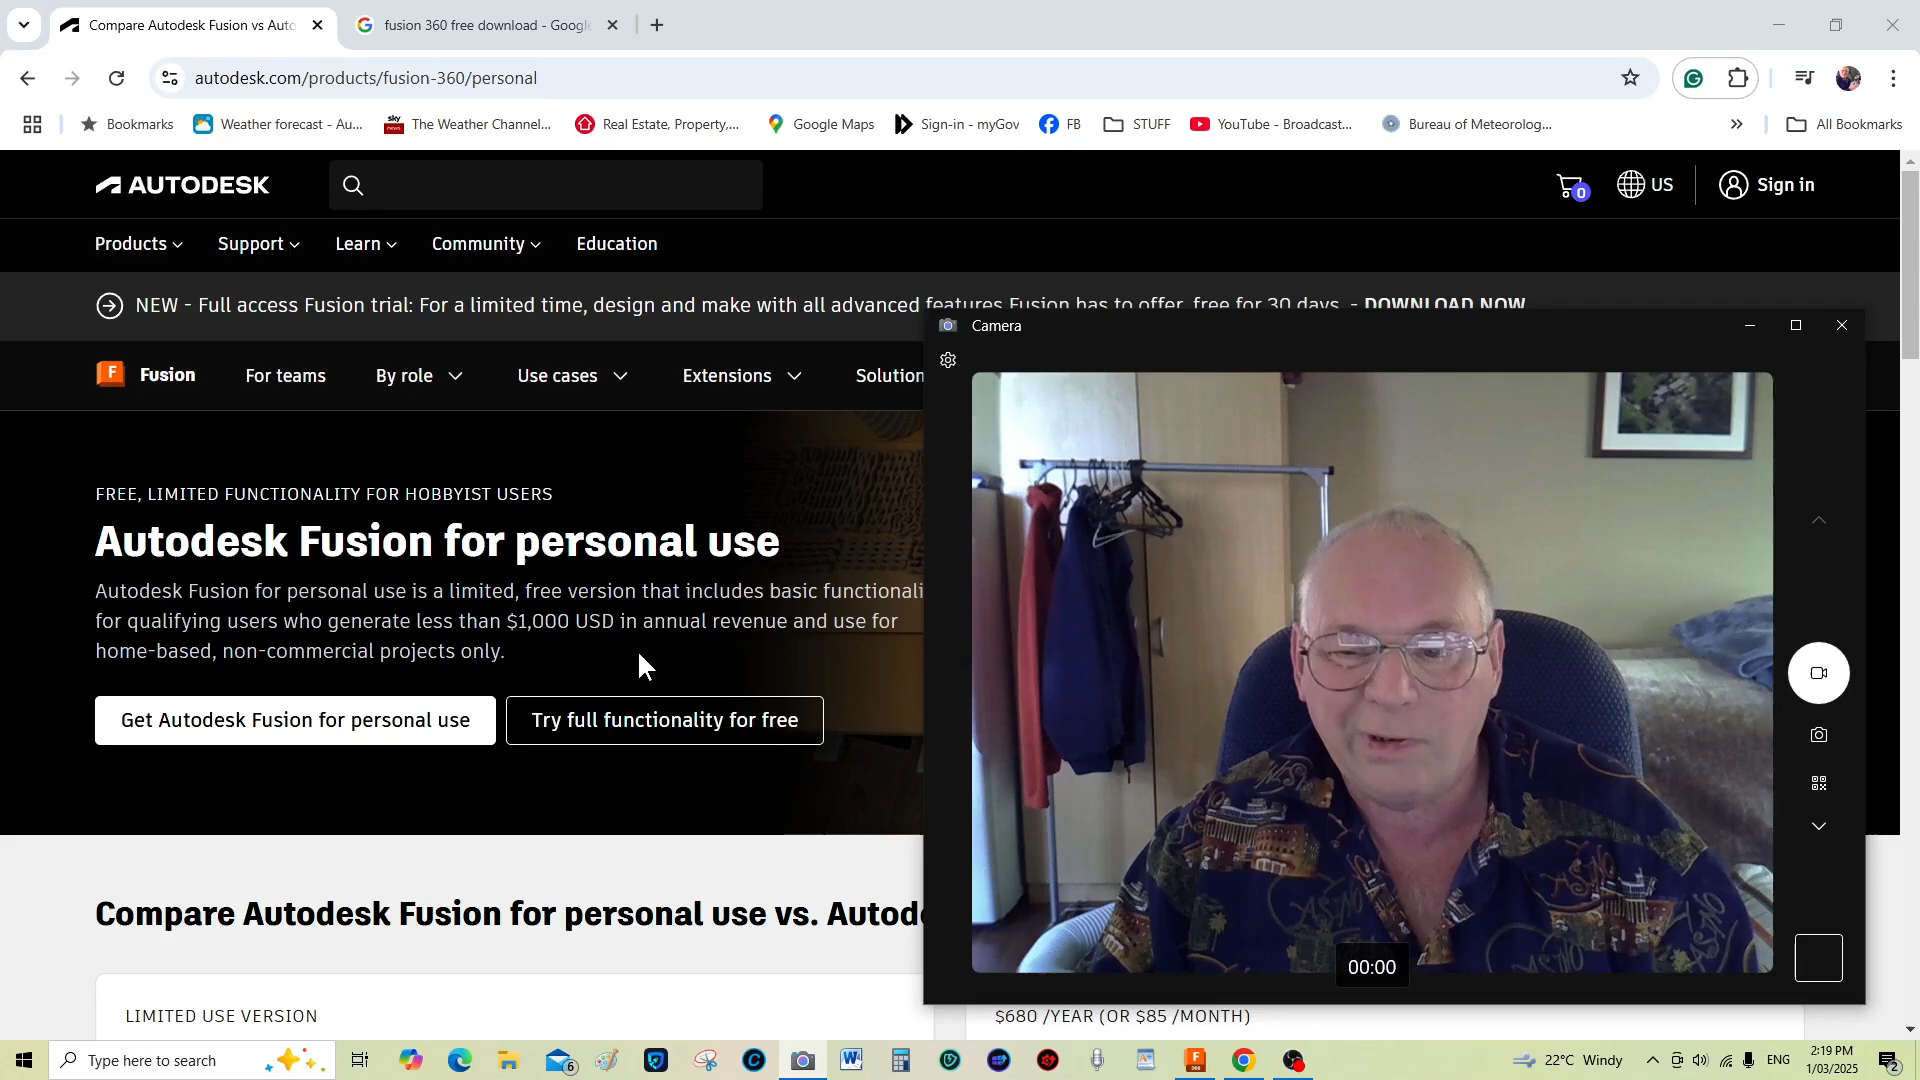 Compare Autodesk Fusion vs Auto
fusion 360 free download - Google
autodesk.com/products/fusion-360/personal
Bookmarks
Weather forecast - Au...
The Weather Channel...
Real Estate, Property,...
Google Maps
Sign-in - myGov
FB
STUFF
YouTube - Broadcast...
Bureau of Meteorolog...
All Bookmarks
AUTODESK
0
US
Sign in
Products
Support
Learn
Community
Education
NEW - Full access Fusion trial: For a limited time, design and make with all advanced features Fusion has to offer, free for 30 days. - DOWNLOAD NOW
Camera
F
Fusion
For teams
By role
Use cases
Extensions
Solution
FREE, LIMITED FUNCTIONALITY FOR HOBBYIST USERS
Autodesk Fusion for personal use
Autodesk Fusion for personal use is a limited, free version that includes basic functionali
for qualifying users who generate less than $1,000 USD in annual revenue and use for
home-based, non-commercial projects only.
Get Autodesk Fusion for personal use
Try full functionality for free
Compare Autodesk Fusion for personal use vs. Autod
00:00
LIMITED USE VERSION
$680 /YEAR (OR $85 /MONTH)
Type here to search
6
22°C Windy
ENG
2:19 PM
1/03/2025
2